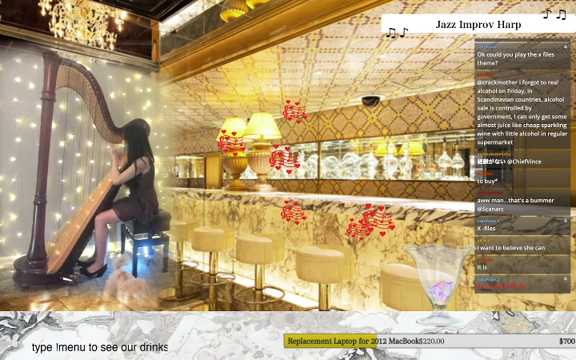 Jazz Improv Harp
Ok could you play the x files
theme?
@crackmother i forgot to real
alcohol on Friday, in
Scandinavian countries, alcohol
sale is controlled by
government, I can only get some
almost juice like cheap sparkling
wine with little alcohol in regular
supermarket
@ChiefVince
to buy*
aww man...that's a bummer
@Scanarc
X -files
i want to believe she can
It is
type !menu to see our drinks
Replacement Laptop for 2012 MacBook$220.00
$700